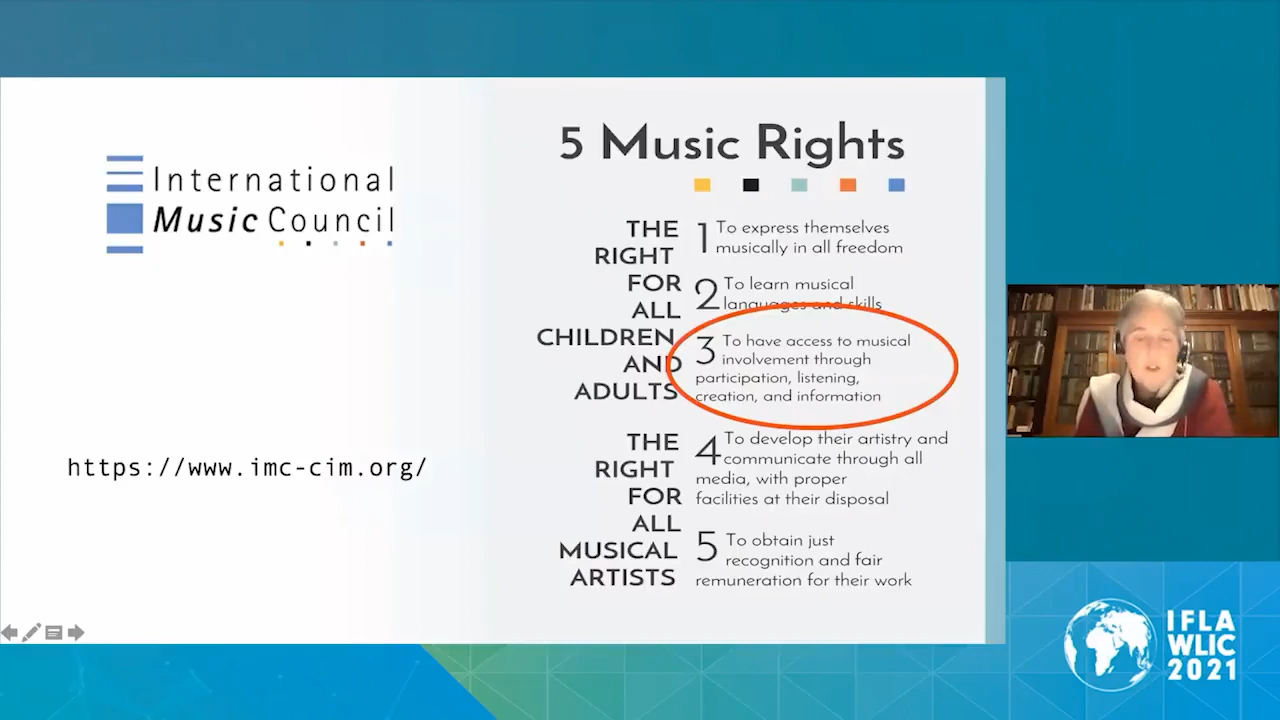 International
Music Council
https://www.imc-cim.org/
5 Music Rights
THE
RIGHT
FOR
ALL
CHILDREN
AND
ADULTS
1 To express themselves
musically in all freedom
2 To learn musical
languages and skills
3 To have access to musical
involvement through
participation, listening,
creation, and information
THE
RIGHT
FOR
ALL
MUSICAL
ARTISTS
4 To develop their artistry and
communicate through all
media, with proper
facilities at their disposal
5 To obtain just
recognition and fair
remuneration for their work
IFLA
WLIC
2021